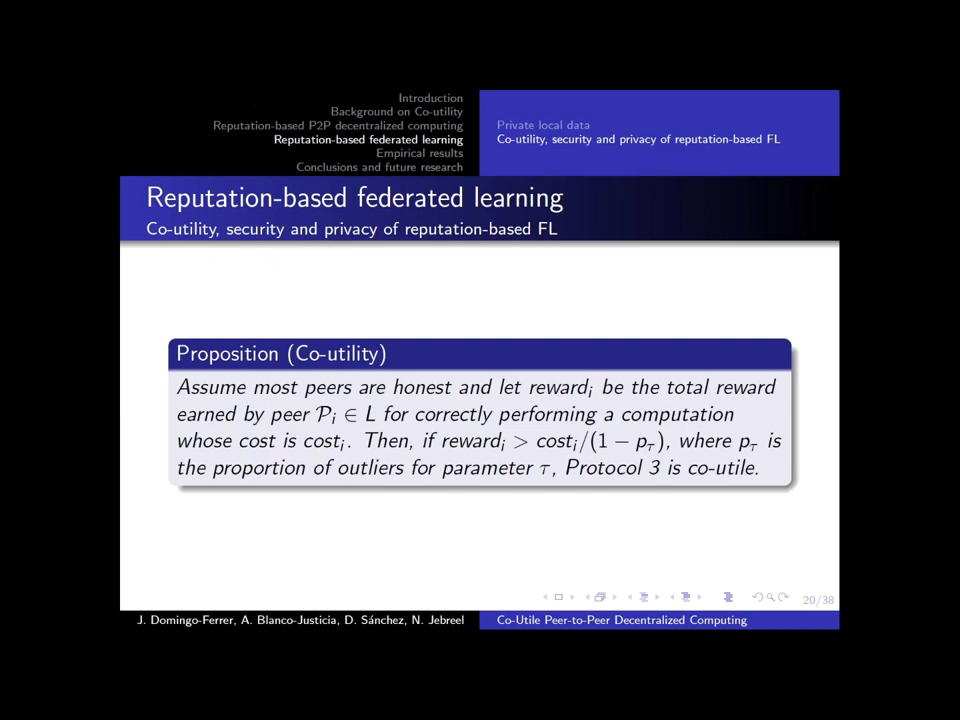 Introduction
Background on Co-utility
Reputation-based P2P decentralized computing
Reputation-based federated learning
Empirical results
Conclusions and future research
Private local data
Co-utility, security and privacy of reputation-based FL
Reputation-based federated learning
Co-utility, security and privacy of reputation-based FL
Proposition (Co-utility)
Assume most peers are honest and let rewardᵢ be the total reward
earned by peer 𝒫ᵢ ∈ L for correctly performing a computation
whose cost is costᵢ. Then, if rewardᵢ > costᵢ/(1 − p_τ), where p_τ is
the proportion of outliers for parameter τ, Protocol 3 is co-utile.
20/38
J. Domingo-Ferrer, A. Blanco-Justicia, D. Sánchez, N. Jebreel
Co-Utile Peer-to-Peer Decentralized Computing